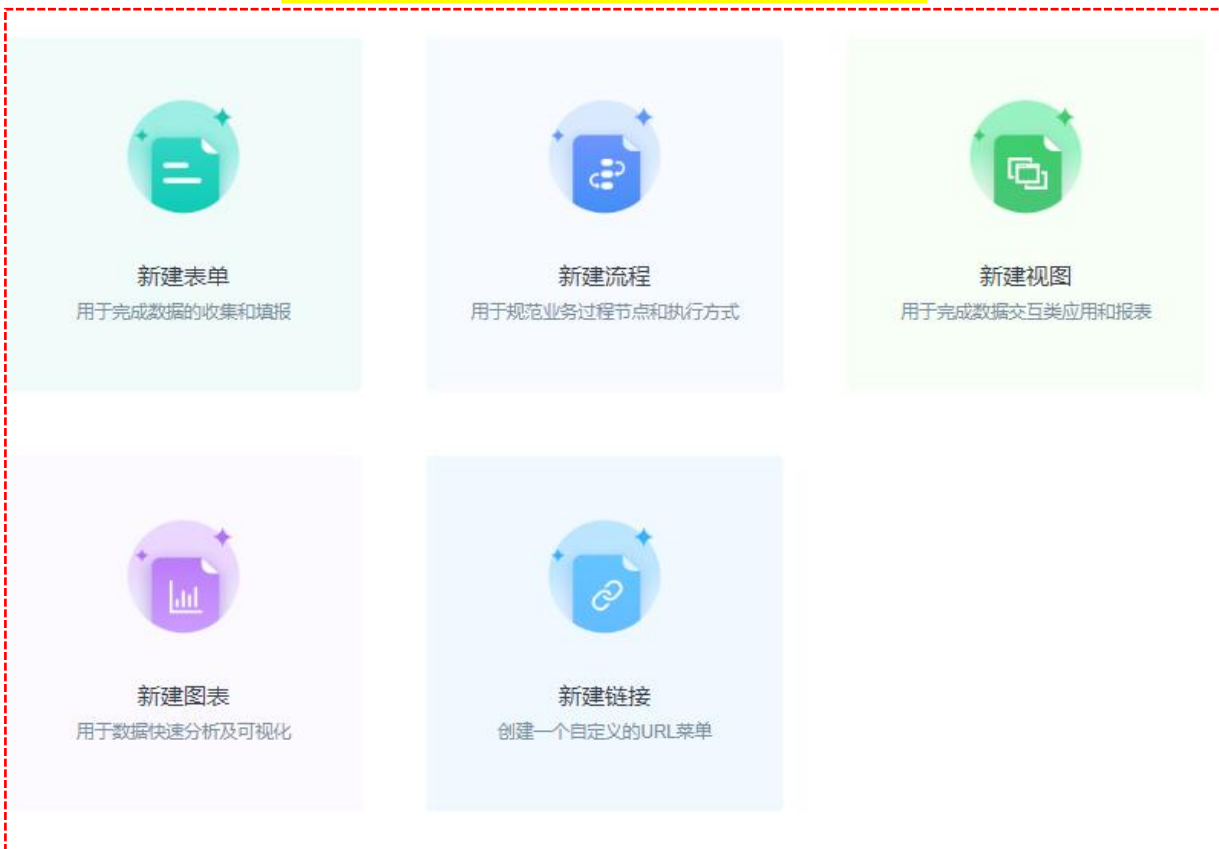 新建表单
用于完成数据的收集和填报
新建流程
用于规范业务过程节点和执行方式
新建视图
用于完成数据交互类应用和报表
新建图表
用于数据快速分析及可视化
新建链接
创建一个自定义的URL菜单